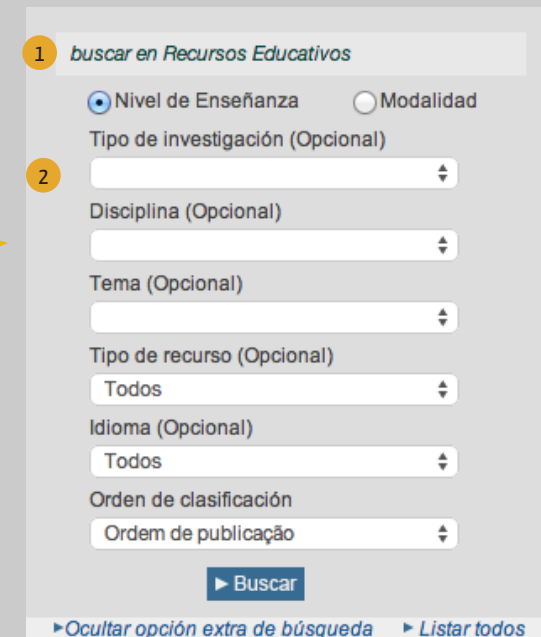 1 buscar en Recursos Educativos
Nivel de Enseñanza Modalidad
Tipo de investigación (Opcional)
2
Disciplina (Opcional)
Tema (Opcional)
Tipo de recurso (Opcional)
Todos
Idioma (Opcional)
Todos
Orden de clasificación
Ordem de publicação
Buscar
Ocultar opción extra de búsqueda Listar todos